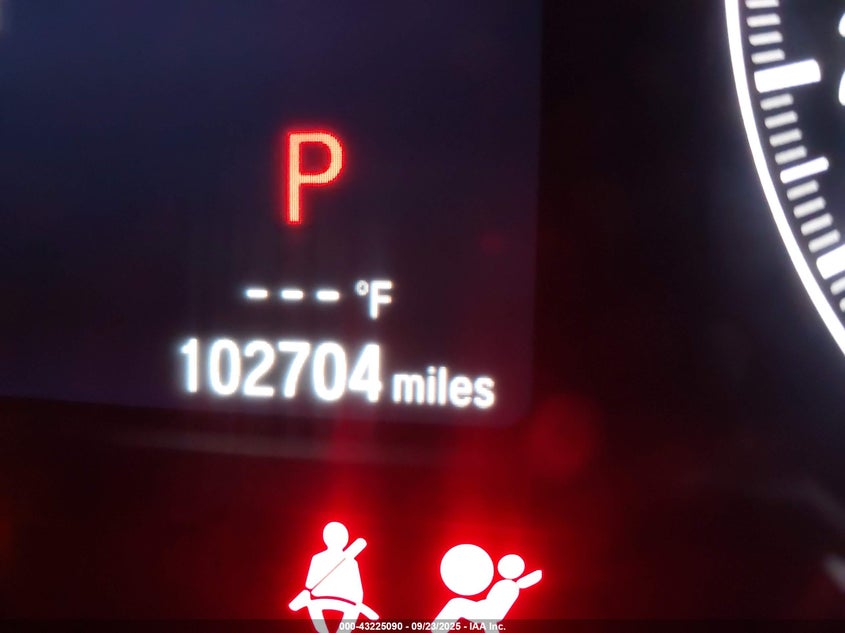 P
--- °F
102704 miles
000-43225090 - 09/23/2025 - IAA Inc.